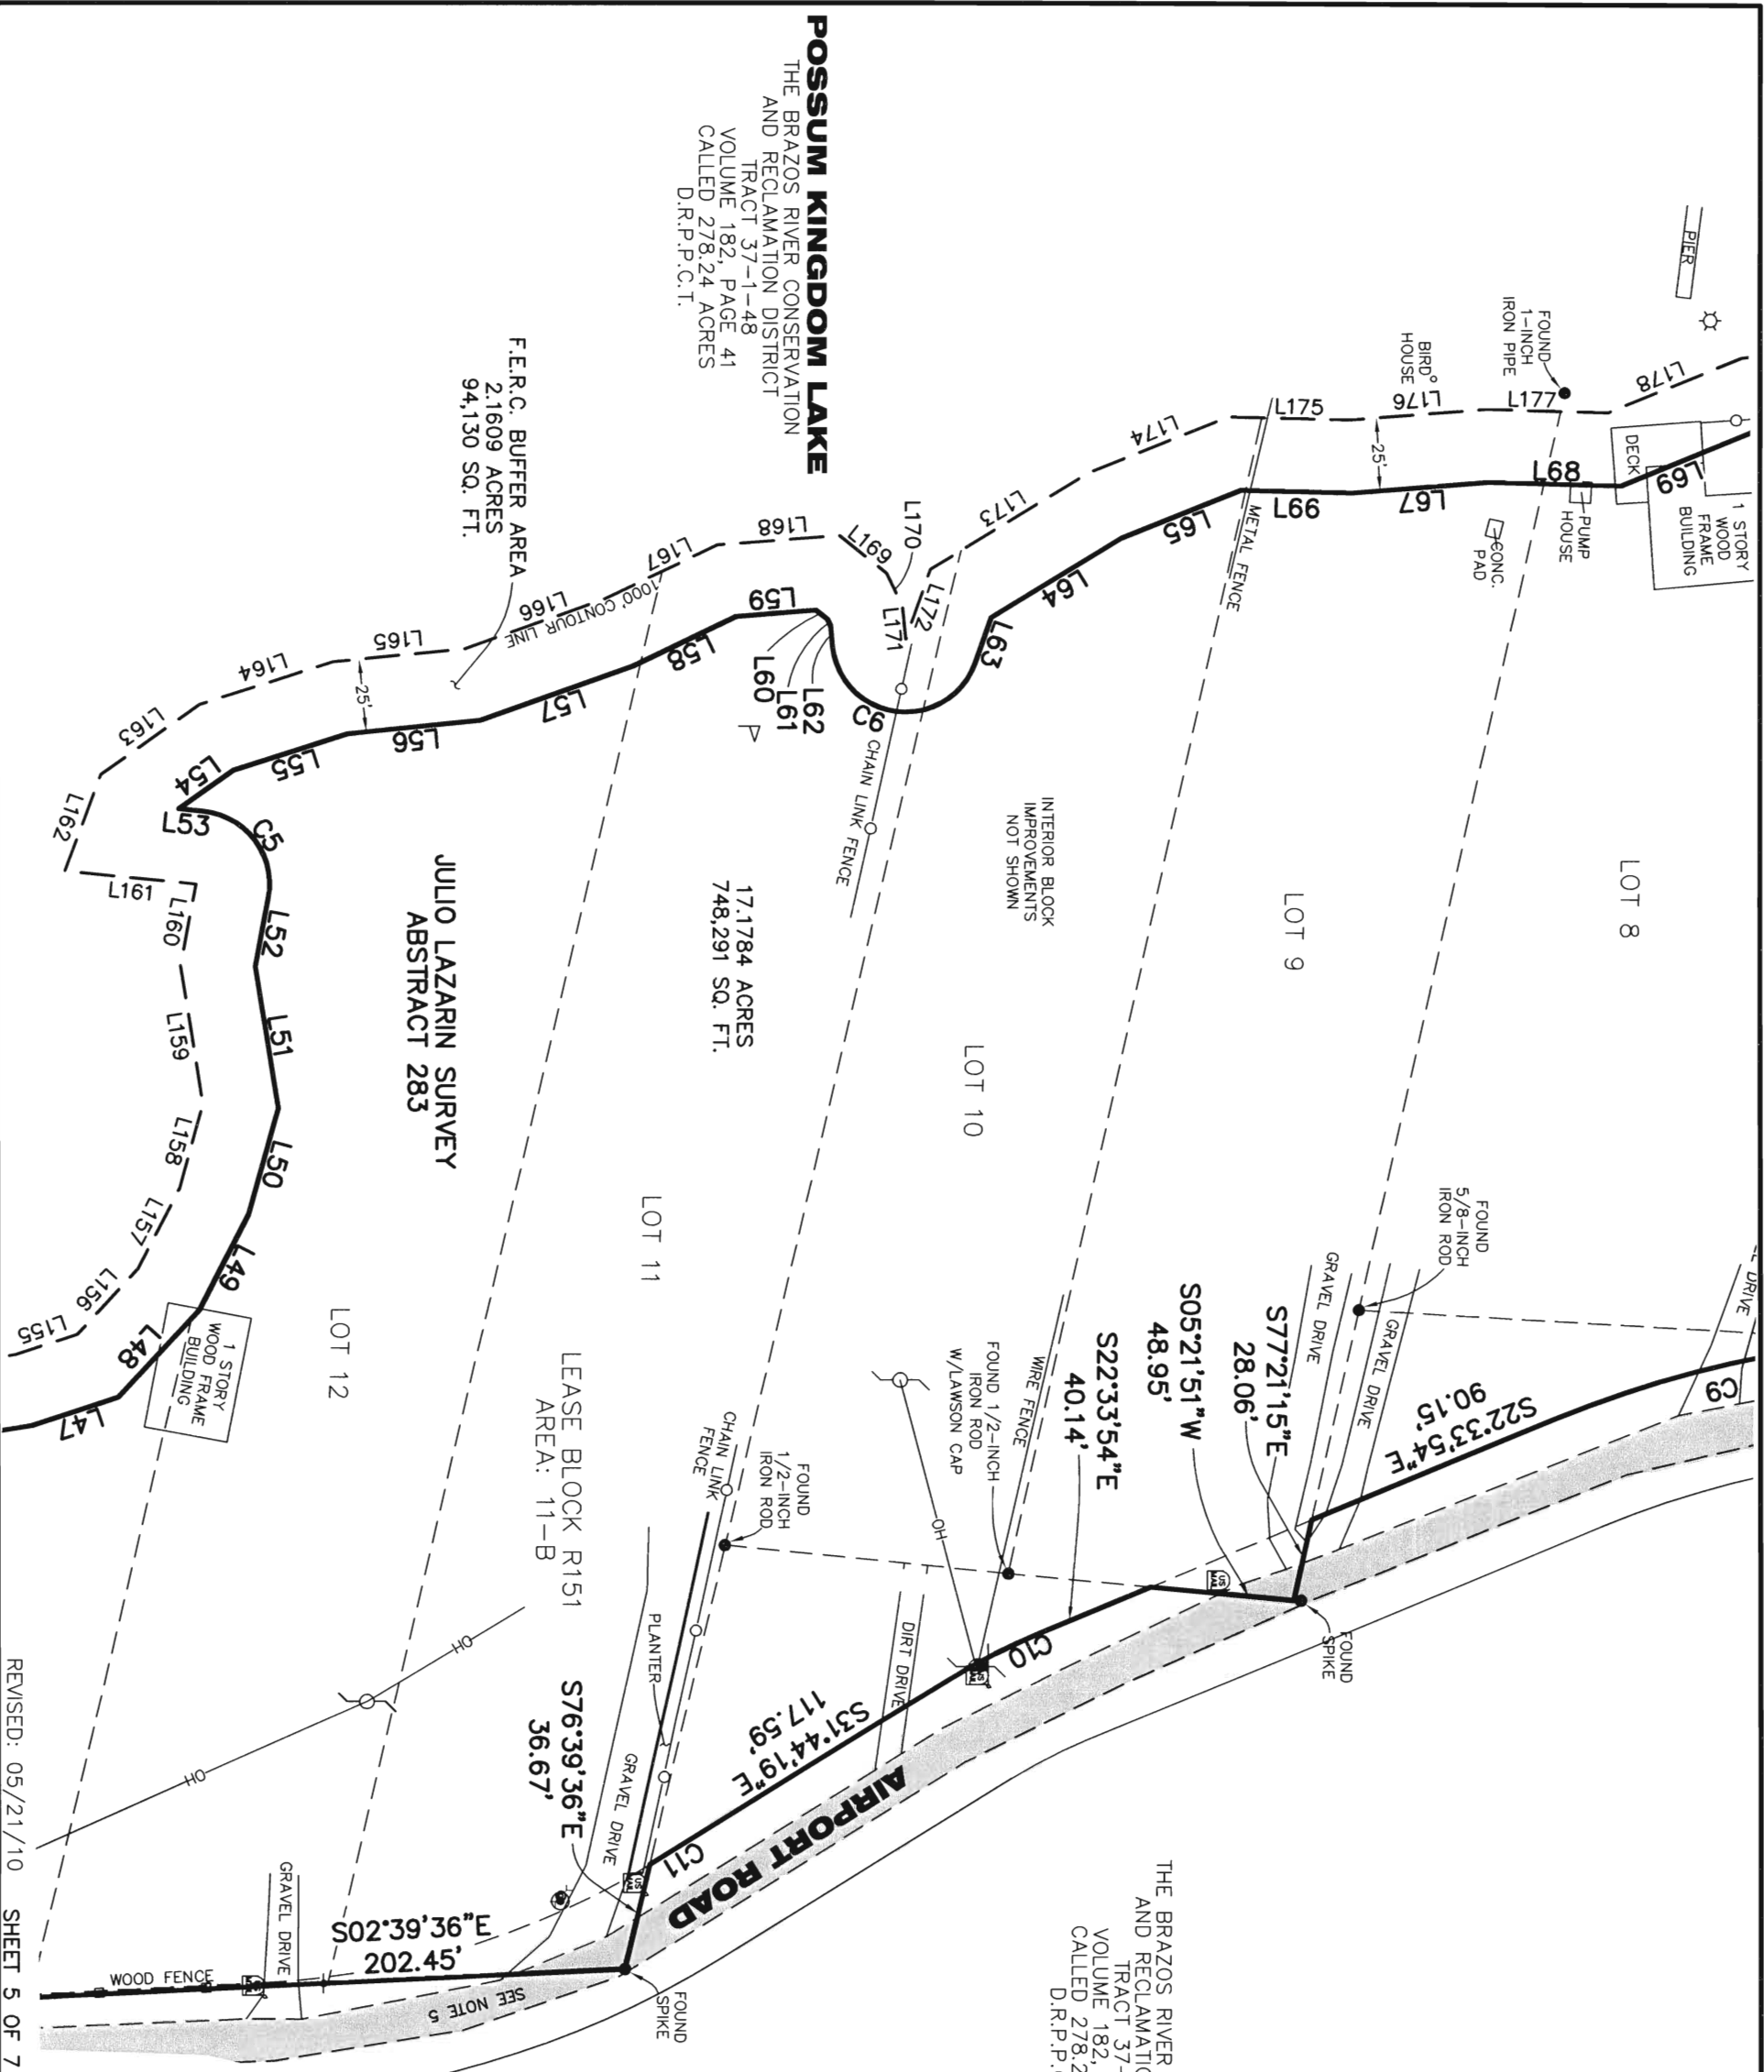 POSSUM KINGDOM LAKE
THE BRAZOS RIVER CONSERVATION
AND RECLAMATION DISTRICT
TRACT 37-1-48
VOLUME 182, PAGE 41
CALLED 278.24 ACRES
D.R.P.P.C.T.
F.E.R.C. BUFFER AREA
2.1609 ACRES
94,130 SQ. FT.
PIER
FOUND
1-INCH
IRON PIPE
BIRD
HOUSE
L178
L177
L176
L175
L174
L173
L172
L171
L170
L169
L168
L167
L166
L165
L164
L163
L162
L161
L160
L159
L158
L157
L156
L155
25'
25'
1000' CONTOUR LINE
DECK
1 STORY
WOOD
FRAME
BUILDING
PUMP
HOUSE
CONC.
PAD
METAL FENCE
L69
L68
L67
L66
L65
L64
L63
C6
L62
L61
L60
L59
L58
L57
L56
L55
L54
L53
C5
L52
L51
L50
L49
L48
L47
CHAIN LINK FENCE
INTERIOR BLOCK
IMPROVEMENTS
NOT SHOWN
17.1784 ACRES
748,291 SQ. FT.
JULIO LAZARIN SURVEY
ABSTRACT 283
LOT 8
LOT 9
LOT 10
LOT 11
LOT 12
1 STORY
WOOD FRAME
BUILDING
LEASE BLOCK R151
AREA: 11-B
FOUND
5/8-INCH
IRON ROD
DRIVE
GRAVEL DRIVE
GRAVEL DRIVE
C9
S22°33'54"E
90.15'
S77°21'15"E
28.06'
S05°21'51"W
48.95'
S22°33'54"E
40.14'
FOUND 1/2-INCH
IRON ROD
W/LAWSON CAP
WIRE FENCE
FOUND
1/2-INCH
IRON ROD
CHAIN LINK
FENCE
OH
US
MAIL
FOUND
SPIKE
C10
DIRT DRIVE
S31°44'19"E
117.59'
PLANTER
GRAVEL DRIVE
S76°39'36"E
36.67'
C11
AIRPORT ROAD
OH
OH
FOUND
SPIKE
S02°39'36"E
202.45'
GRAVEL DRIVE
WOOD FENCE
SEE NOTE 5
THE BRAZOS RIVER
AND RECLAMATIO
TRACT 37-
VOLUME 182,
CALLED 278.2
D.R.P.P.
REVISED: 05/21/10 SHEET 5 OF 7